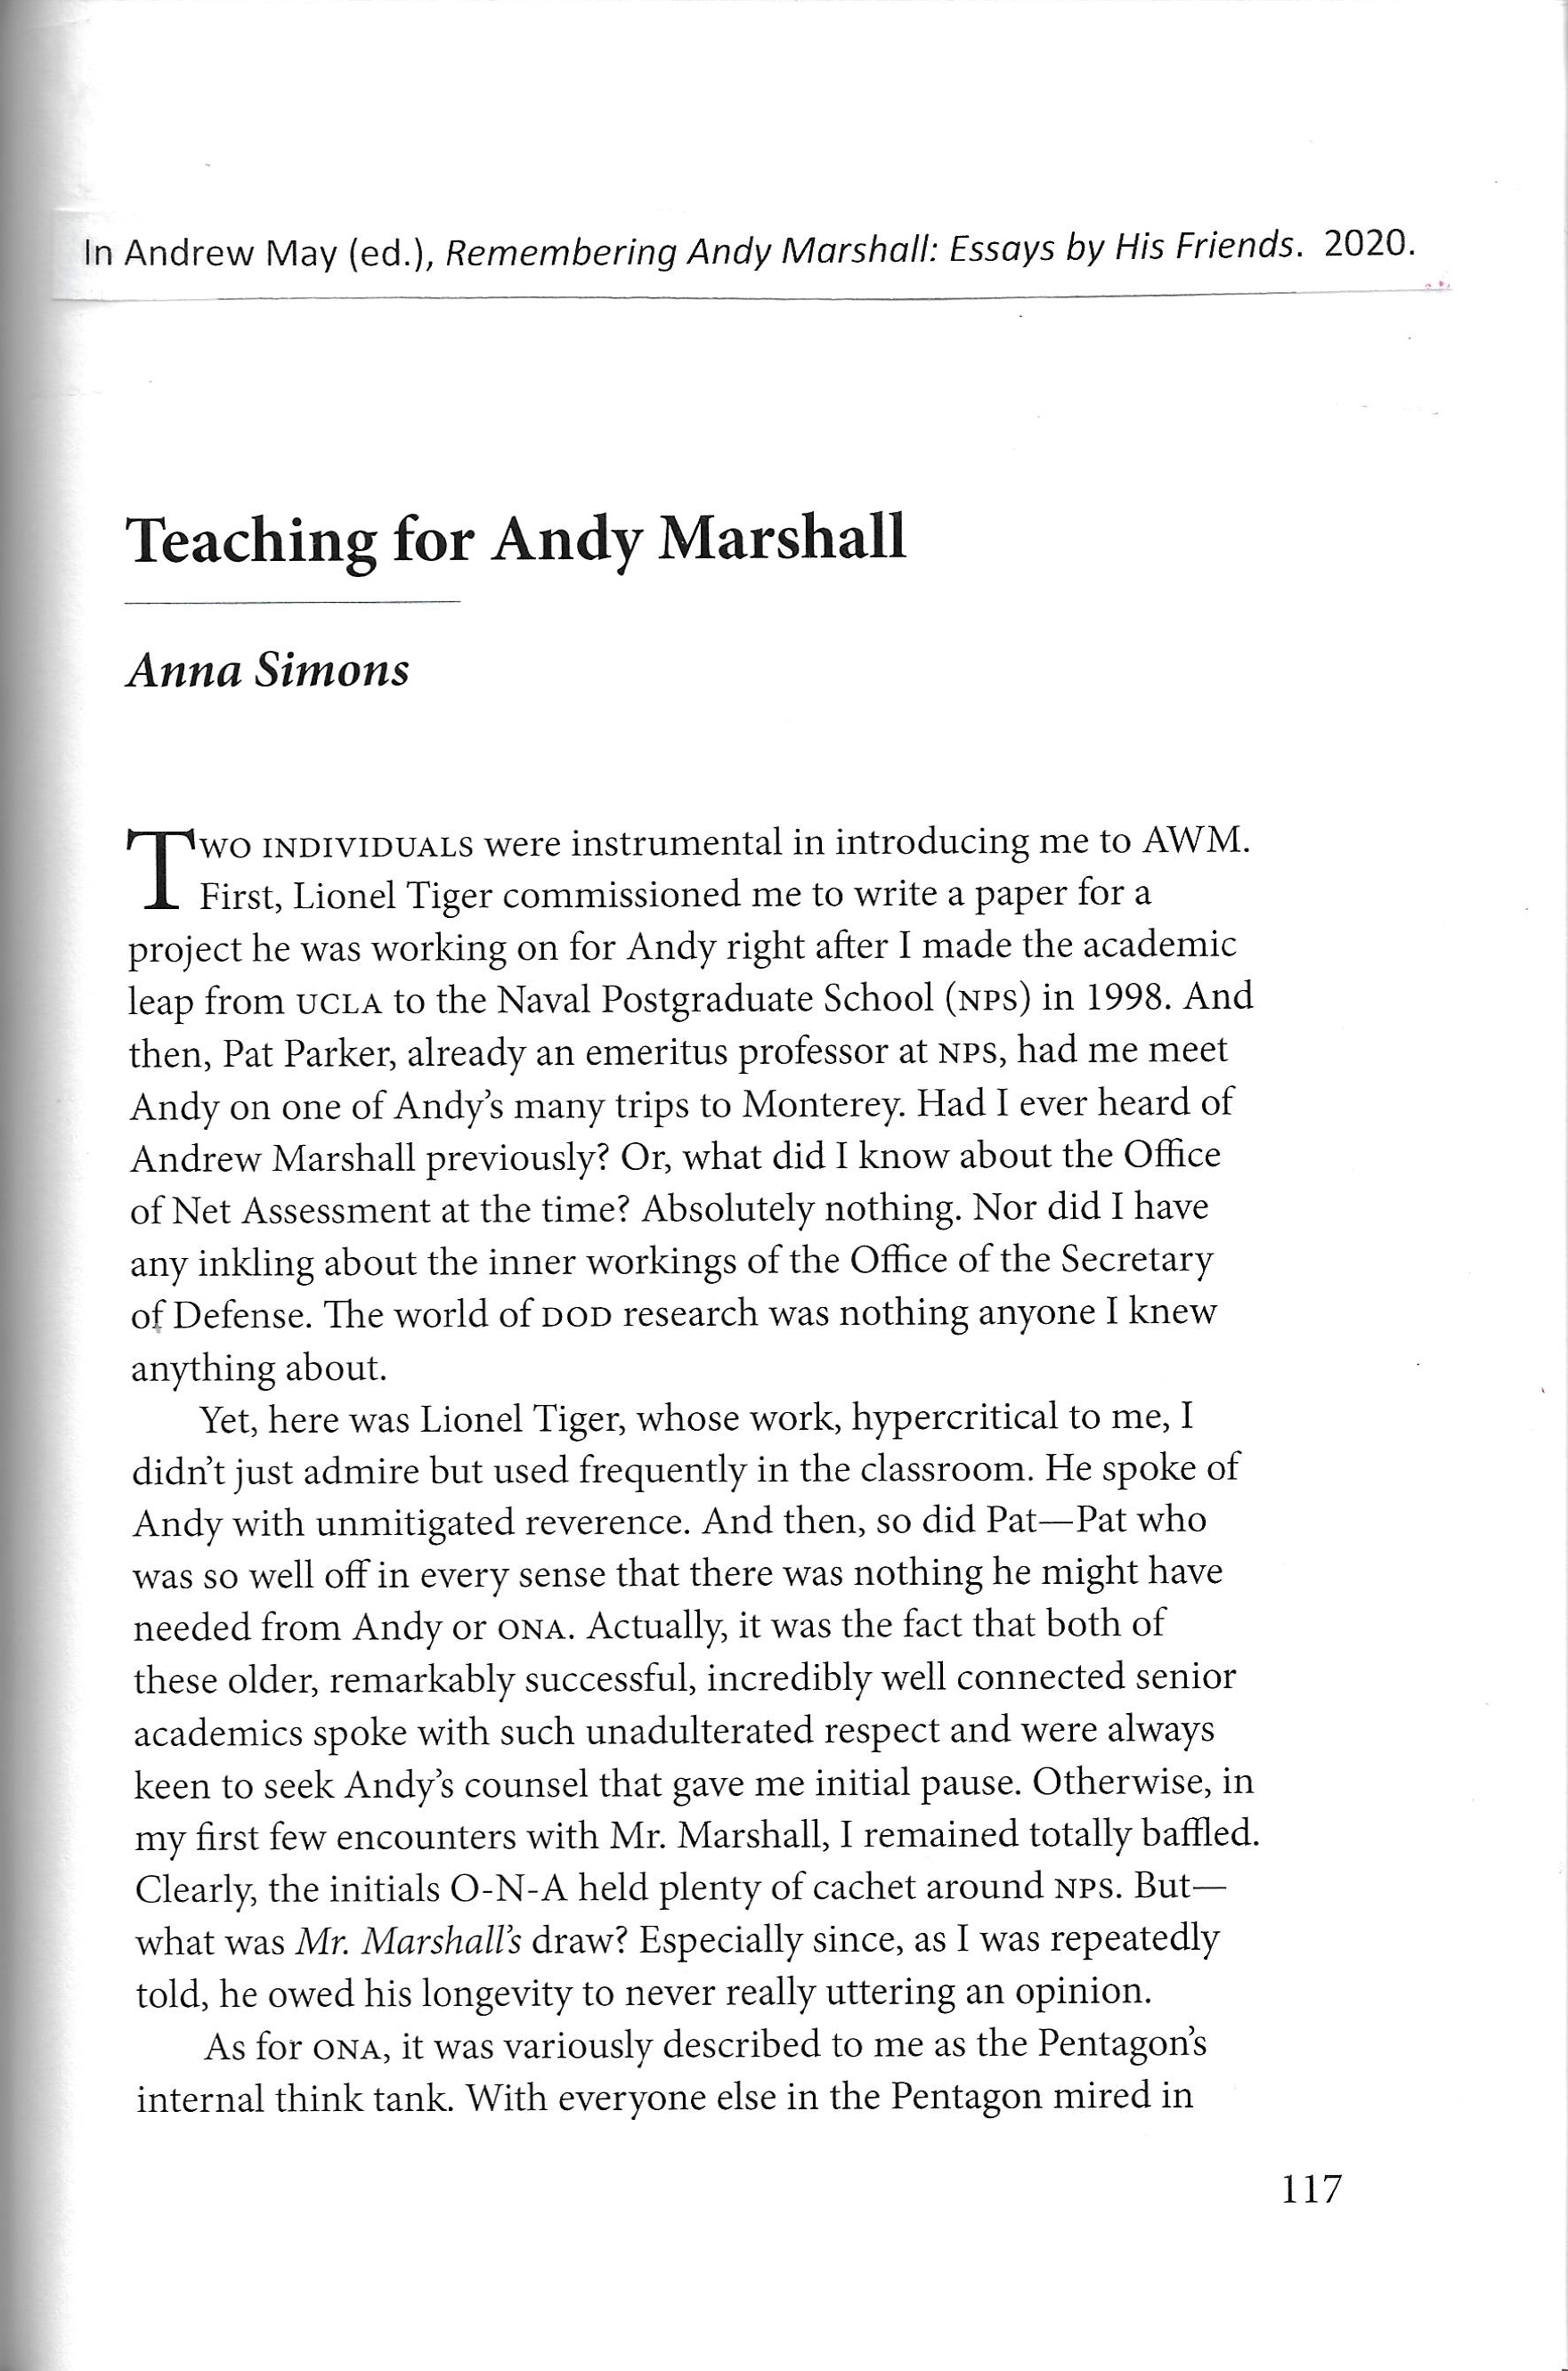 In Andrew May (ed.), Remembering Andy Marshall: Essays by His Friends. 2020.
Teaching for Andy Marshall
Anna Simons
TWO INDIVIDUALS were instrumental in introducing me to AWM.
First, Lionel Tiger commissioned me to write a paper for a
project he was working on for Andy right after I made the academic
leap from UCLA to the Naval Postgraduate School (NPS) in 1998. And
then, Pat Parker, already an emeritus professor at NPS, had me meet
Andy on one of Andy's many trips to Monterey. Had I ever heard of
Andrew Marshall previously? Or, what did I know about the Office
of Net Assessment at the time? Absolutely nothing. Nor did I have
any inkling about the inner workings of the Office of the Secretary
of Defense. The world of DOD research was nothing anyone I knew
anything about.
Yet, here was Lionel Tiger, whose work, hypercritical to me, I
didn't just admire but used frequently in the classroom. He spoke of
Andy with unmitigated reverence. And then, so did Pat—Pat who
was so well off in every sense that there was nothing he might have
needed from Andy or ONA. Actually, it was the fact that both of
these older, remarkably successful, incredibly well connected senior
academics spoke with such unadulterated respect and were always
keen to seek Andy's counsel that gave me initial pause. Otherwise, in
my first few encounters with Mr. Marshall, I remained totally baffled.
Clearly, the initials O-N-A held plenty of cachet around NPS. But—
what was Mr. Marshall's draw? Especially since, as I was repeatedly
told, he owed his longevity to never really uttering an opinion.
As for ONA, it was variously described to me as the Pentagon's
internal think tank. With everyone else in the Pentagon mired in
117